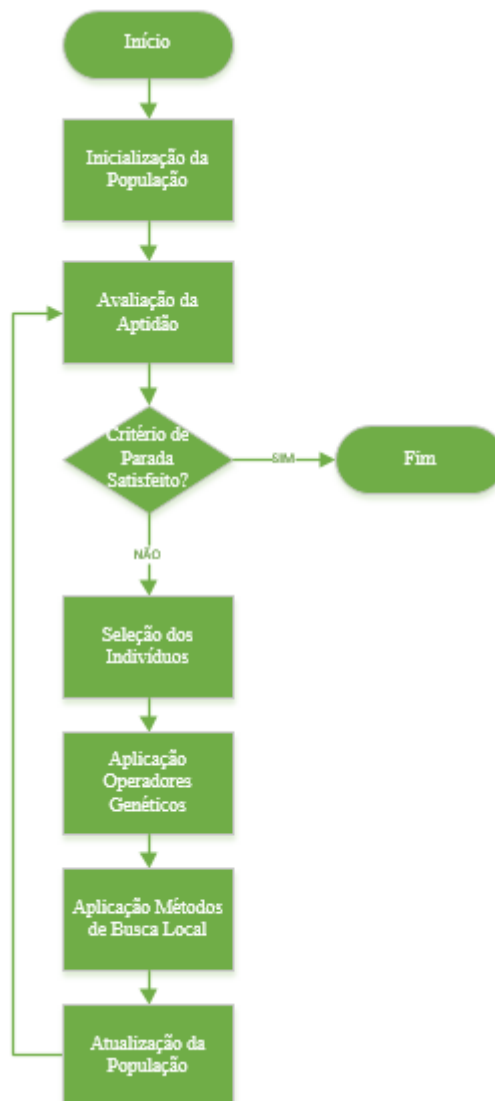 Início
Inicialização da
População
Avaliação da
Aptidão
Critério de
Parada
Satisfeito?
SIM
Fim
NÃO
Seleção dos
Indivíduos
Aplicação
Operadores
Genéticos
Aplicação Métodos
de Busca Local
Atualização da
População